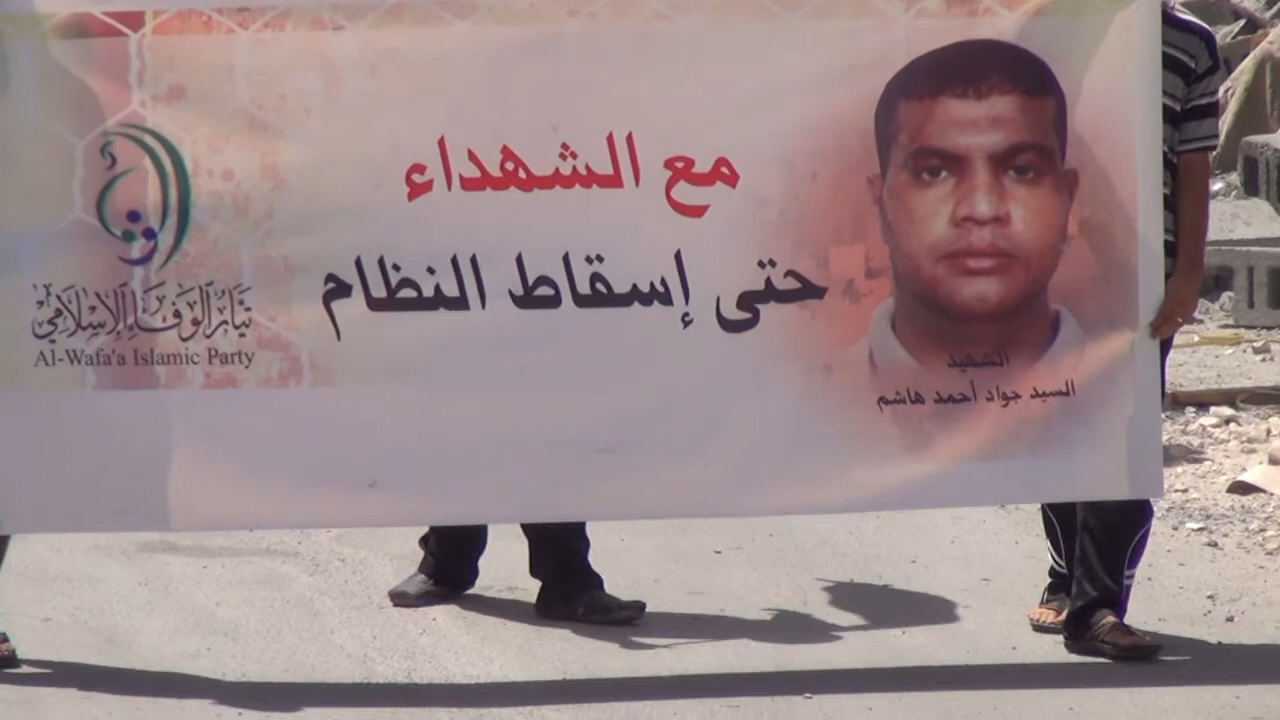 مع الشهداء
حتى إسقاط النظام
الشهيد
السيد جواد أحمد هاشم
تيار الوفاء الإسلامي
Al-Wafa'a Islamic Party